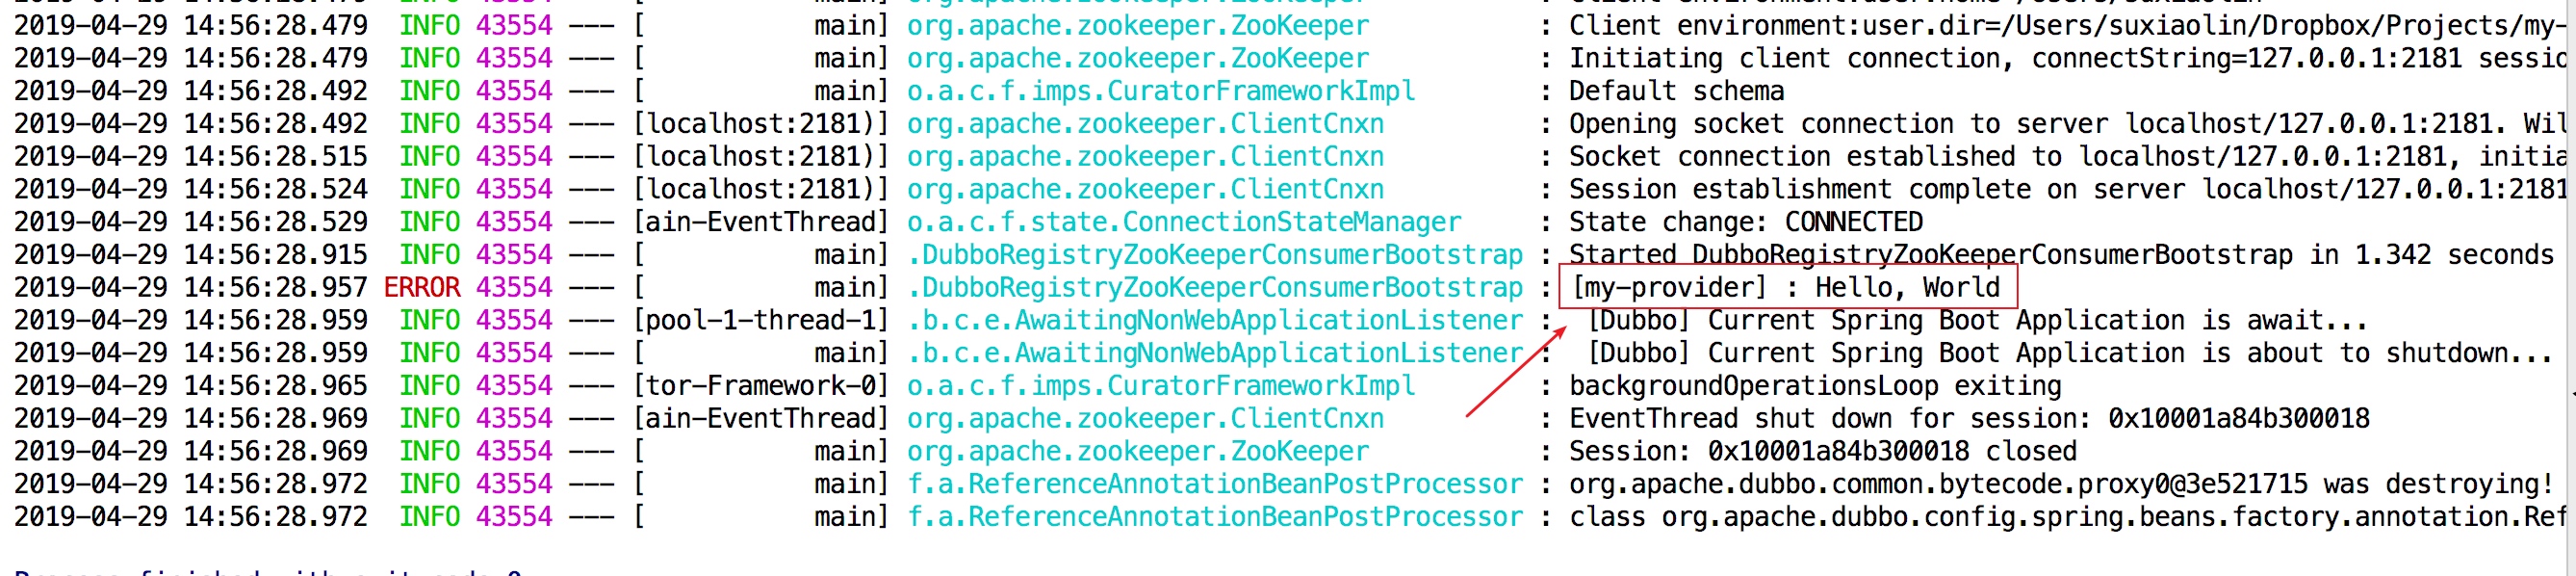 2019-04-29 14:56:28.479 INFO 43554 --- [ main] org.apache.zookeeper.ZooKeeper : Client environment:user.dir=/Users/suxiaolin/Dropbox/Projects/my-
2019-04-29 14:56:28.479 INFO 43554 --- [ main] org.apache.zookeeper.ZooKeeper : Initiating client connection, connectString=127.0.0.1:2181 sessio
2019-04-29 14:56:28.492 INFO 43554 --- [ main] o.a.c.f.imps.CuratorFrameworkImpl : Default schema
2019-04-29 14:56:28.492 INFO 43554 --- [localhost:2181)] org.apache.zookeeper.ClientCnxn : Opening socket connection to server localhost/127.0.0.1:2181. Wil
2019-04-29 14:56:28.515 INFO 43554 --- [localhost:2181)] org.apache.zookeeper.ClientCnxn : Socket connection established to localhost/127.0.0.1:2181, initia
2019-04-29 14:56:28.524 INFO 43554 --- [localhost:2181)] org.apache.zookeeper.ClientCnxn : Session establishment complete on server localhost/127.0.0.1:2181
2019-04-29 14:56:28.529 INFO 43554 --- [ain-EventThread] o.a.c.f.state.ConnectionStateManager : State change: CONNECTED
2019-04-29 14:56:28.915 INFO 43554 --- [ main] .DubboRegistryZooKeeperConsumerBootstrap : Started DubboRegistryZooKeeperConsumerBootstrap in 1.342 seconds
2019-04-29 14:56:28.957 ERROR 43554 --- [ main] .DubboRegistryZooKeeperConsumerBootstrap : [my-provider] : Hello, World
2019-04-29 14:56:28.959 INFO 43554 --- [pool-1-thread-1] .b.c.e.AwaitingNonWebApplicationListener : [Dubbo] Current Spring Boot Application is await...
2019-04-29 14:56:28.959 INFO 43554 --- [ main] .b.c.e.AwaitingNonWebApplicationListener : [Dubbo] Current Spring Boot Application is about to shutdown...
2019-04-29 14:56:28.965 INFO 43554 --- [tor-Framework-0] o.a.c.f.imps.CuratorFrameworkImpl : backgroundOperationsLoop exiting
2019-04-29 14:56:28.969 INFO 43554 --- [ain-EventThread] org.apache.zookeeper.ClientCnxn : EventThread shut down for session: 0x10001a84b300018
2019-04-29 14:56:28.969 INFO 43554 --- [ main] org.apache.zookeeper.ZooKeeper : Session: 0x10001a84b300018 closed
2019-04-29 14:56:28.972 INFO 43554 --- [ main] f.a.ReferenceAnnotationBeanPostProcessor : org.apache.dubbo.common.bytecode.proxy0@3e521715 was destroying!
2019-04-29 14:56:28.972 INFO 43554 --- [ main] f.a.ReferenceAnnotationBeanPostProcessor : class org.apache.dubbo.config.spring.beans.factory.annotation.Ref